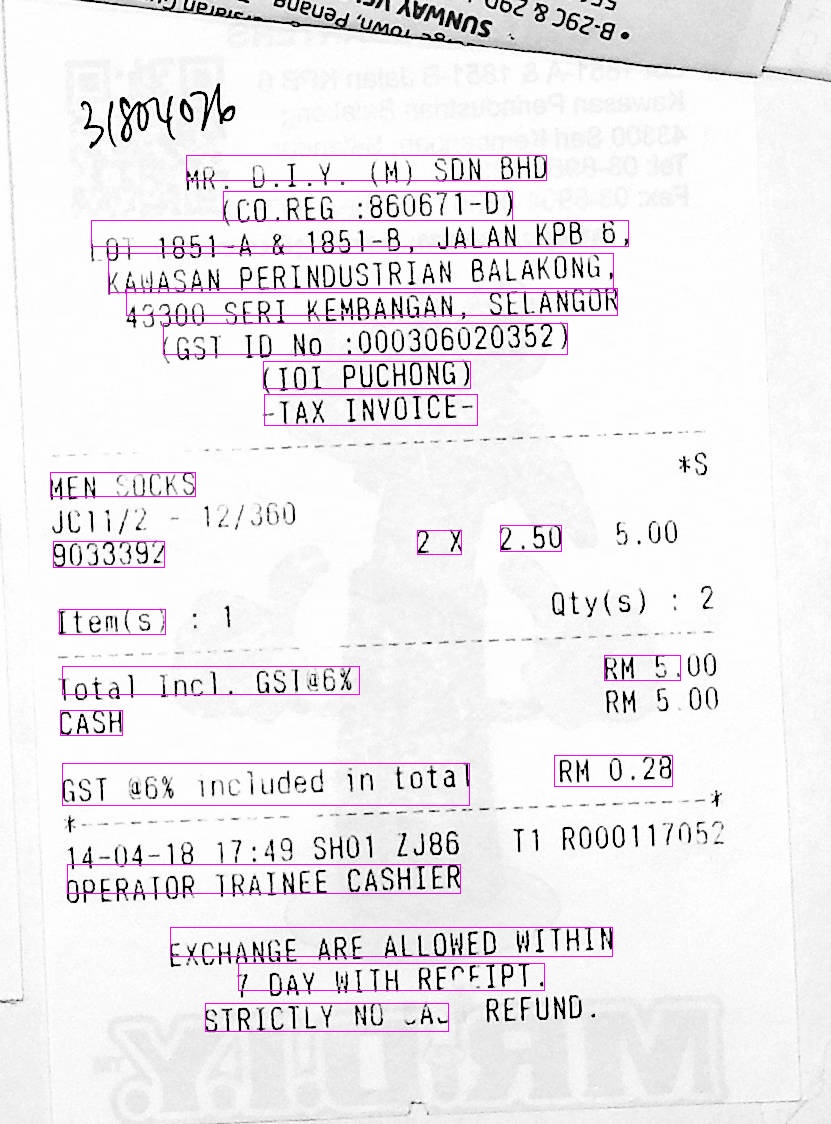 SUNWAY
Penang
B-29C & 29D
31804026
MR. D.I.Y. (M) SDN BHD
(CO.REG :860671-D)
LOT 1851-A & 1851-B, JALAN KPB 6,
KAWASAN PERINDUSTRIAN BALAKONG,
43300 SERI KEMBANGAN, SELANGOR
(GST ID No :000306020352)
(IOI PUCHONG)
-TAX INVOICE-
*S
MEN SOCKS
JC11/2 - 12/360
9033392 2 X 2.50 5.00
Item(s) : 1 Qty(s) : 2
Total Incl. GST@6% RM 5.00
CASH RM 5.00
GST @6% included in total RM 0.28
*--------------------*
14-04-18 17:49 SH01 ZJ86 T1 R000117052
OPERATOR TRAINEE CASHIER
EXCHANGE ARE ALLOWED WITHIN
7 DAY WITH RECEIPT.
STRICTLY NO CASH REFUND.